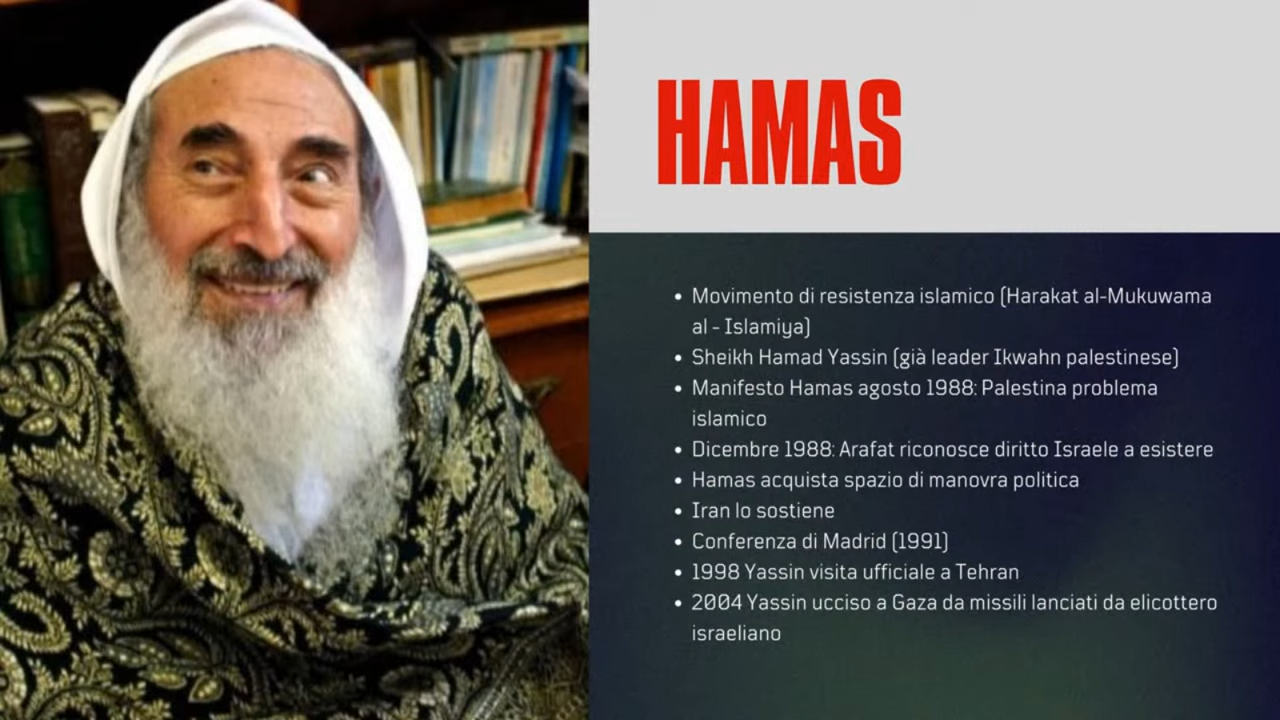 HAMAS
• Movimento di resistenza islamico (Harakat al-Mukuwama
al - Islamiya)
• Sheikh Hamad Yassin (già leader Ikwahn palestinese)
• Manifesto Hamas agosto 1988: Palestina problema
islamico
• Dicembre 1988: Arafat riconosce diritto Israele a esistere
• Hamas acquista spazio di manovra politica
• Iran lo sostiene
• Conferenza di Madrid (1991)
• 1998 Yassin visita ufficiale a Tehran
• 2004 Yassin ucciso a Gaza da missili lanciati da elicottero
israeliano